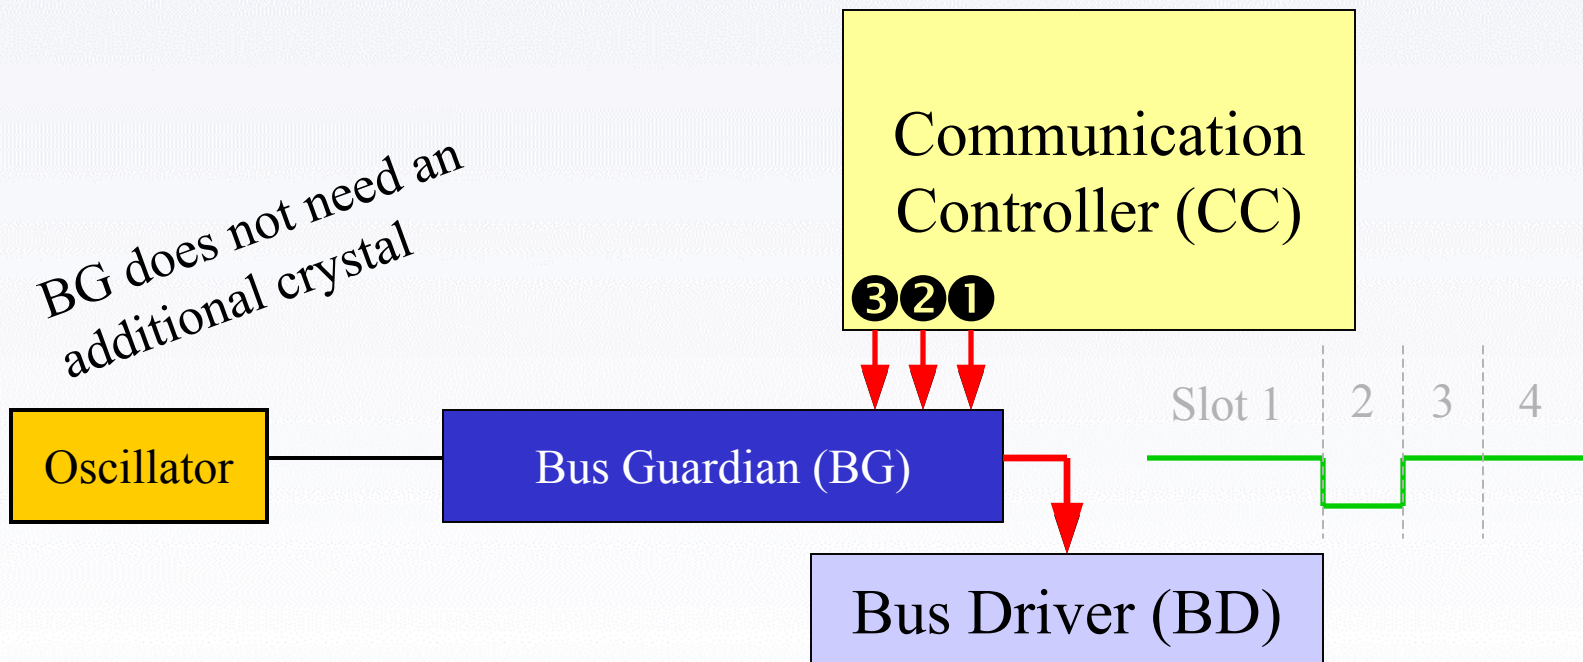 Communication
Controller (CC)
❸❷❶
BG does not need an
additional crystal
Slot 1 2 3 4
Oscillator
Bus Guardian (BG)
Bus Driver (BD)